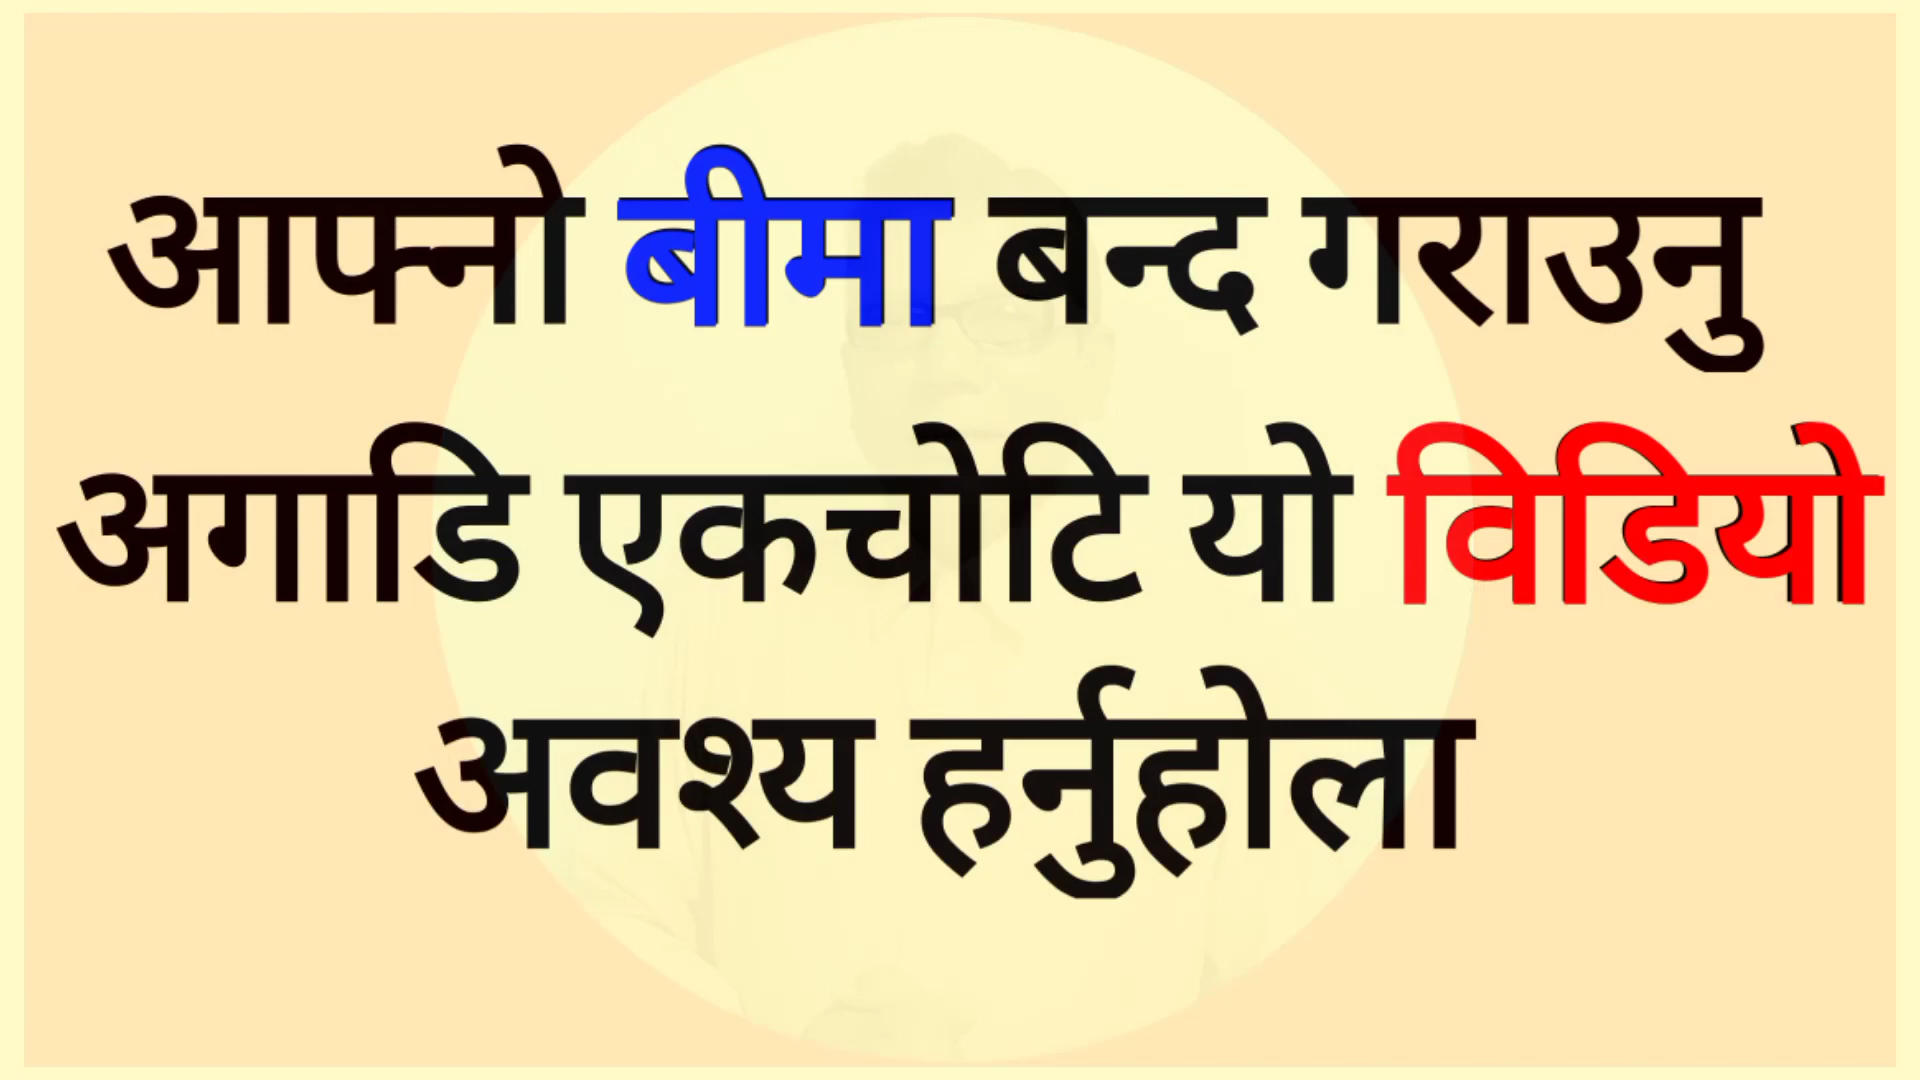 आफ्नो बीमा बन्द गराउनु
अगाडि एकचोटि यो विडियो
अवश्य हर्नुहोला